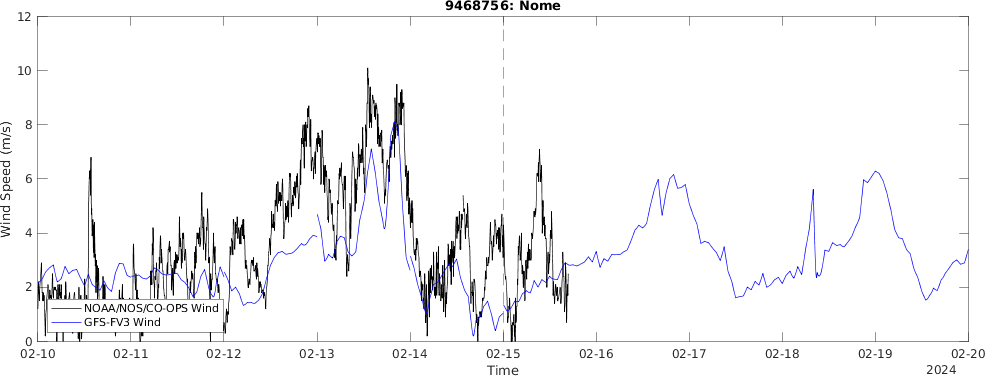 9468756: Nome
12
10
8
6
4
2
0
Wind Speed (m/s)
NOAA/NOS/CO-OPS Wind
GFS-FV3 Wind
02-10 02-11 02-12 02-13 02-14 02-15 02-16 02-17 02-18 02-19 02-20
Time
2024